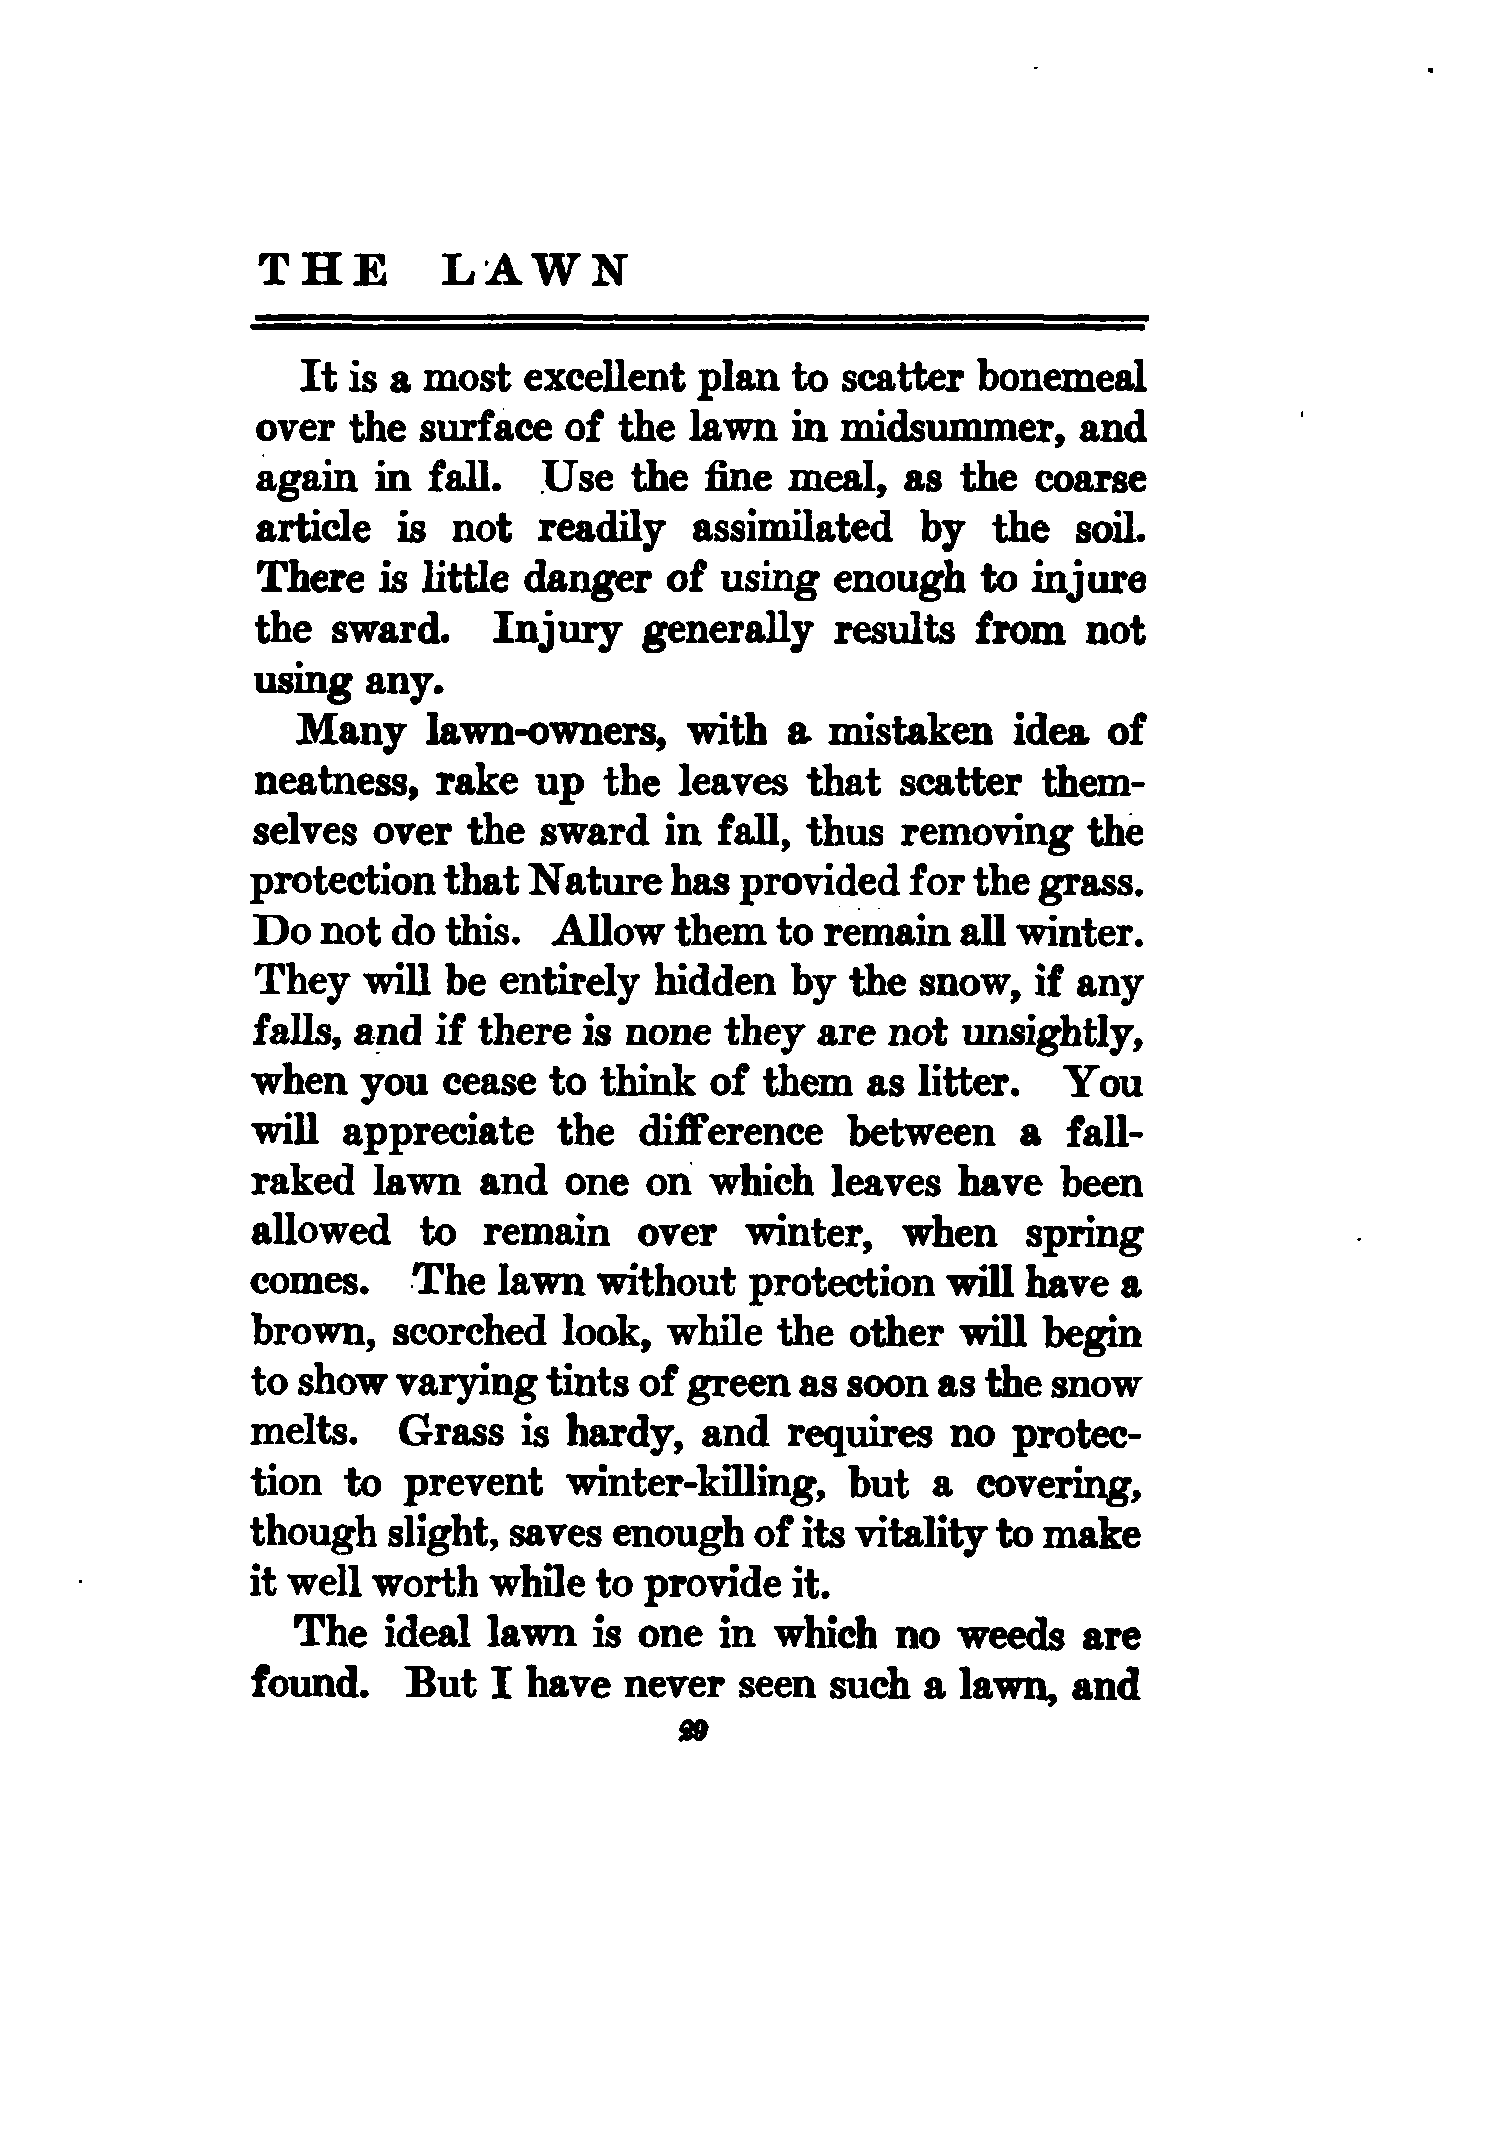 THE LAWN
It is a most excellent plan to scatter bonemeal
over the surface of the lawn in midsummer, and
again in fall. Use the fine meal, as the coarse
article is not readily assimilated by the soil.
There is little danger of using enough to injure
the sward. Injury generally results from not
using any.
Many lawn-owners, with a mistaken idea of
neatness, rake up the leaves that scatter them-
selves over the sward in fall, thus removing the
protection that Nature has provided for the grass.
Do not do this. Allow them to remain all winter.
They will be entirely hidden by the snow, if any
falls, and if there is none they are not unsightly,
when you cease to think of them as litter. You
will appreciate the difference between a fall-
raked lawn and one on which leaves have been
allowed to remain over winter, when spring
comes. The lawn without protection will have a
brown, scorched look, while the other will begin
to show varying tints of green as soon as the snow
melts. Grass is hardy, and requires no protec-
tion to prevent winter-killing, but a covering,
though slight, saves enough of its vitality to make
it well worth while to provide it.
The ideal lawn is one in which no weeds are
found. But I have never seen such a lawn, and
29